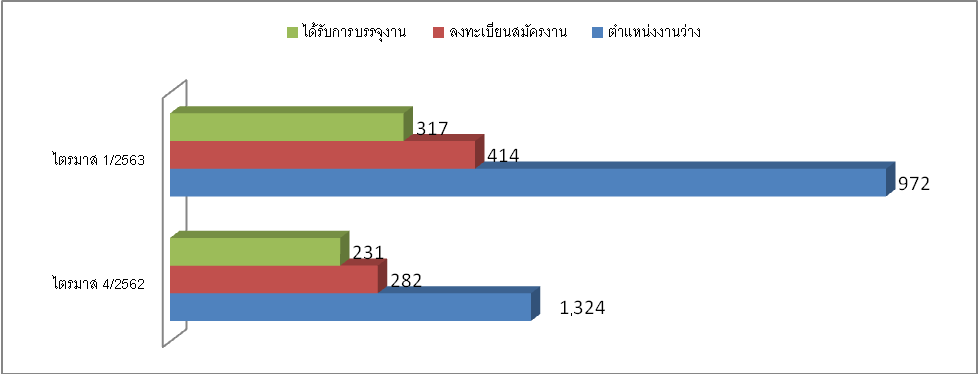 ได้รับการบรรจุงาน ลงทะเบียนสมัครงาน ตำแหน่งงานว่าง
317
ไตรมาส 1/2563
414
972
231
ไตรมาส 4/2562
282
1,324